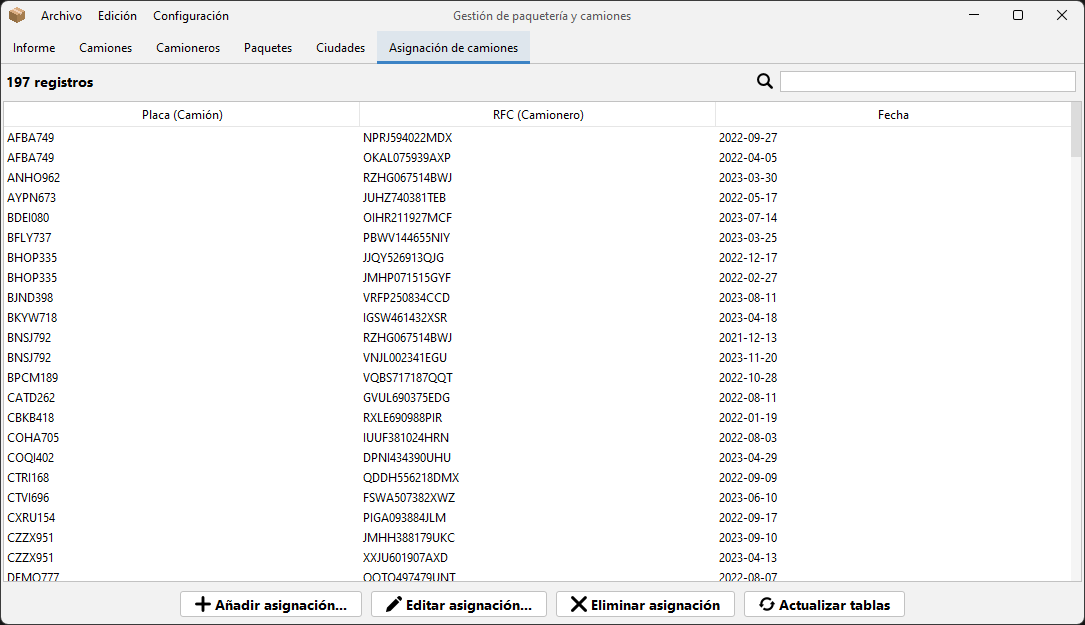 Archivo Edición Configuración Gestión de paquetería y camiones
Informe Camiones Camioneros Paquetes Ciudades Asignación de camiones
197 registros
Placa (Camión) RFC (Camionero) Fecha
AFBA749 NPRJ594022MDX 2022-09-27
AFBA749 OKAL075939AXP 2022-04-05
ANHO962 RZHG067514BWJ 2023-03-30
AYPN673 JUHZ740381TEB 2022-05-17
BDEI080 OIHR211927MCF 2023-07-14
BFLY737 PBWV144655NIY 2023-03-25
BHOP335 JJQY526913QJG 2022-12-17
BHOP335 JMHP071515GYF 2022-02-27
BJND398 VRFP250834CCD 2023-08-11
BKYW718 IGSW461432XSR 2023-04-18
BNSJ792 RZHG067514BWJ 2021-12-13
BNSJ792 VNJL002341EGU 2023-11-20
BPCM189 VQBS717187QQT 2022-10-28
CATD262 GVUL690375EDG 2022-08-11
CBKB418 RXLE690988PIR 2022-01-19
COHA705 IUUF381024HRN 2022-08-03
COQI402 DPNI434390UHU 2023-04-29
CTRI168 QDDH556218DMX 2022-09-09
CTVI696 FSWA507382XWZ 2023-06-10
CXRU154 PIGA093884JLM 2022-09-17
CZZX951 JMHH388179UKC 2023-09-10
CZZX951 XXJU601907AXD 2023-04-13
DEMO777 OOTO497479UNT 2022-08-07
Añadir asignación... Editar asignación... Eliminar asignación Actualizar tablas